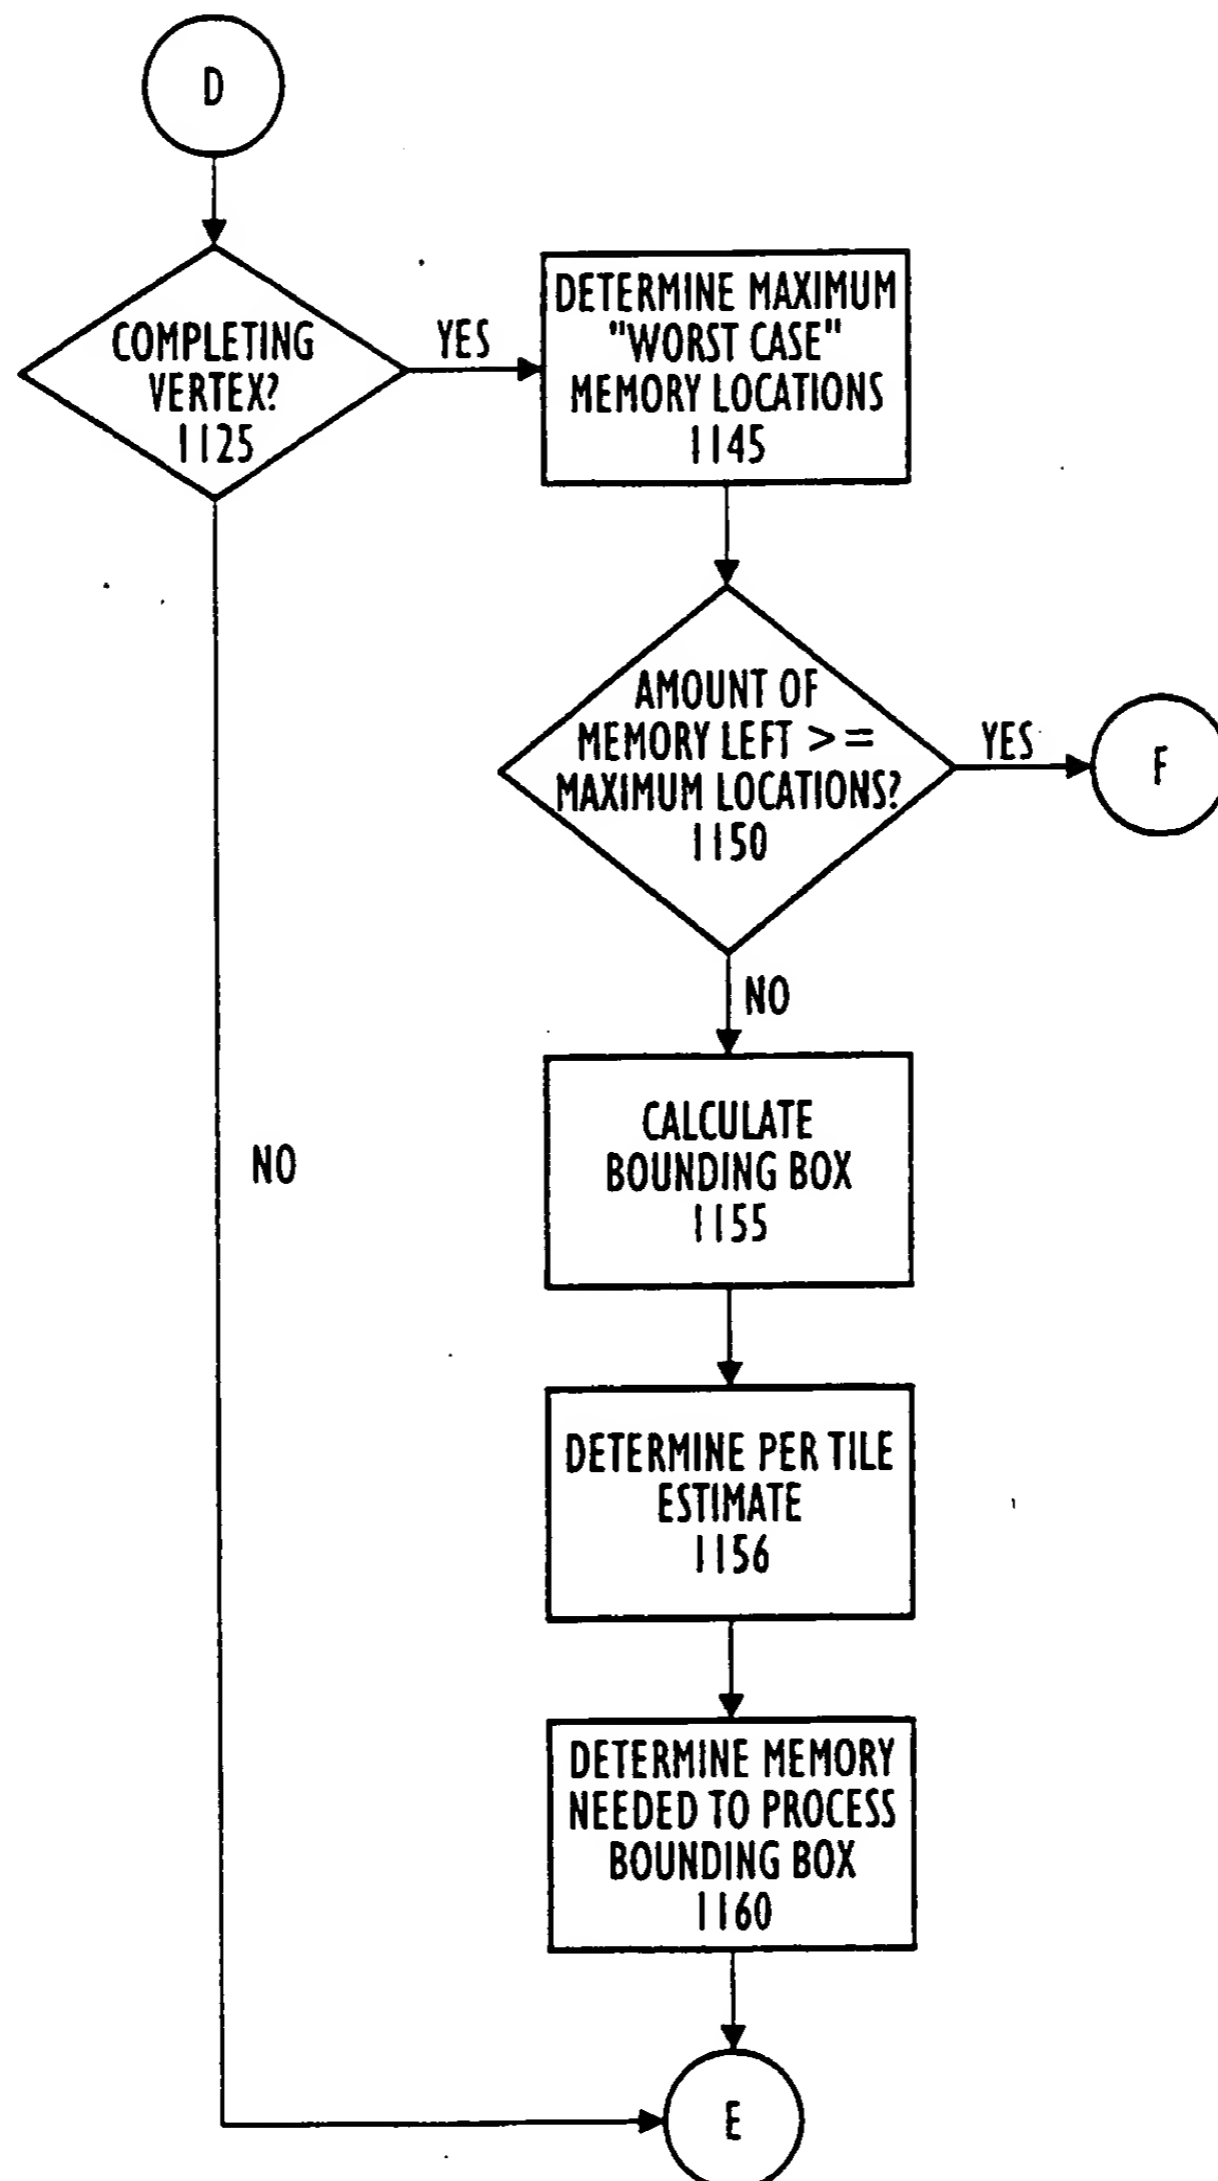 D
COMPLETING
VERTEX?
1125
YES
DETERMINE MAXIMUM
"WORST CASE"
MEMORY LOCATIONS
1145
AMOUNT OF
MEMORY LEFT >=
MAXIMUM LOCATIONS?
1150
YES
F
NO
CALCULATE
BOUNDING BOX
1155
NO
DETERMINE PER TILE
ESTIMATE
1156
DETERMINE MEMORY
NEEDED TO PROCESS
BOUNDING BOX
1160
E